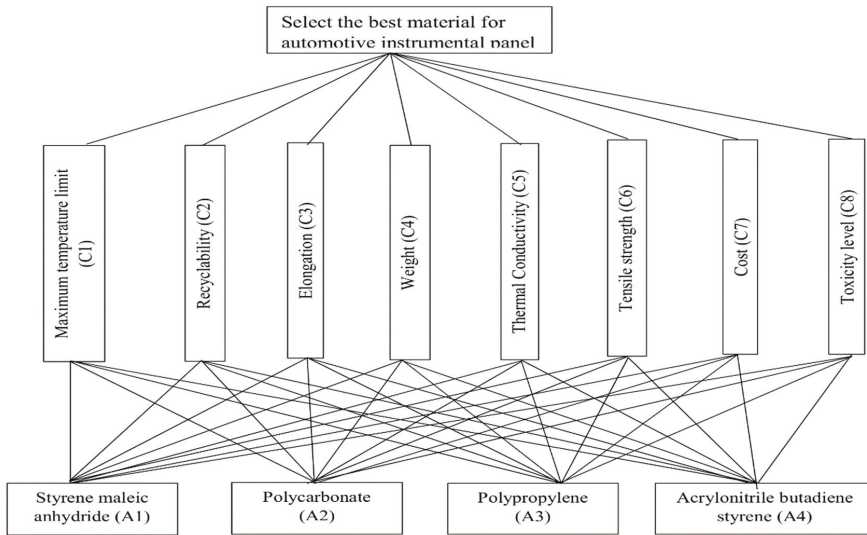 Select the best material for
automotive instrumental panel
Maximum temperature limit
(C1)
Recyclability (C2)
Elongation (C3)
Weight (C4)
Thermal Conductivity (C5)
Tensile strength (C6)
Cost (C7)
Toxicity level (C8)
Styrene maleic
anhydride (A1)
Polycarbonate
(A2)
Polypropylene
(A3)
Acrylonitrile butadiene
styrene (A4)